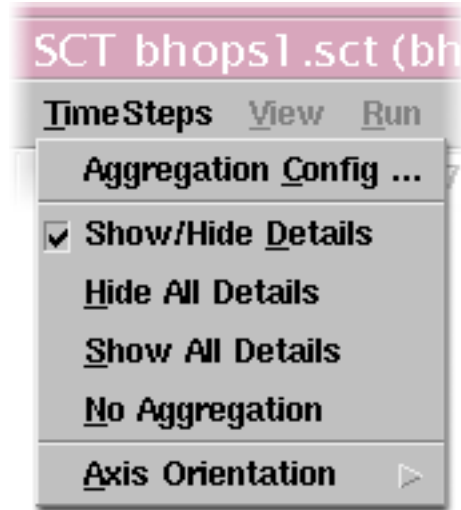 SCT bhops1.sct (bh
TimeSteps View Run
Aggregation Config ...
Show/Hide Details
Hide All Details
Show All Details
No Aggregation
Axis Orientation